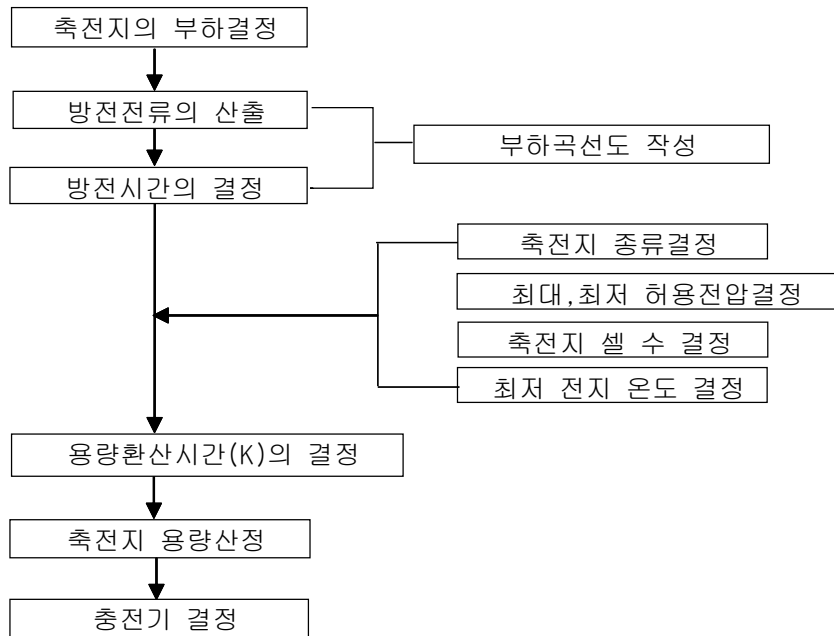 축전지의 부하결정
방전전류의 산출
부하곡선도 작성
방전시간의 결정
축전지 종류결정
최대,최저 허용전압결정
축전지 셀 수 결정
최저 전지 온도 결정
용량환산시간(K)의 결정
축전지 용량산정
충전기 결정